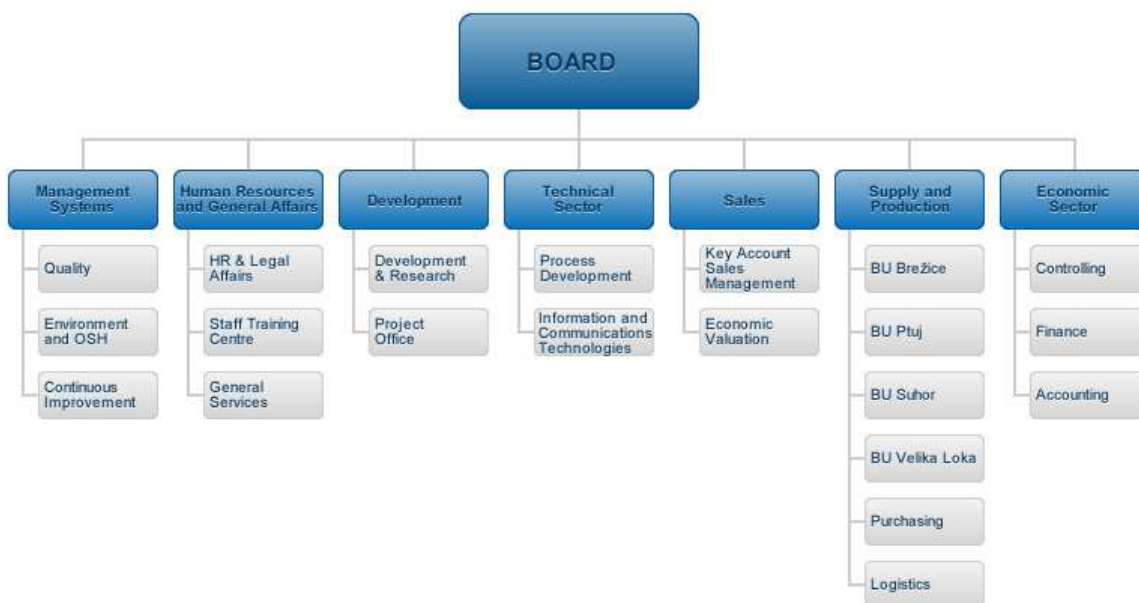 BOARD
Management
Systems
Human Resources
and General Affairs
Development
Technical
Sector
Sales
Supply and
Production
Economic
Sector
Quality
Environment
and OSH
Continuous
Improvement
HR & Legal
Affairs
Staff Training
Centre
General
Services
Development
& Research
Project
Office
Process
Development
Information and
Communications
Technologies
Key Account
Sales
Management
Economic
Valuation
BU Brežice
BU Ptuj
BU Suhor
BU Velika Loka
Purchasing
Logistics
Controlling
Finance
Accounting